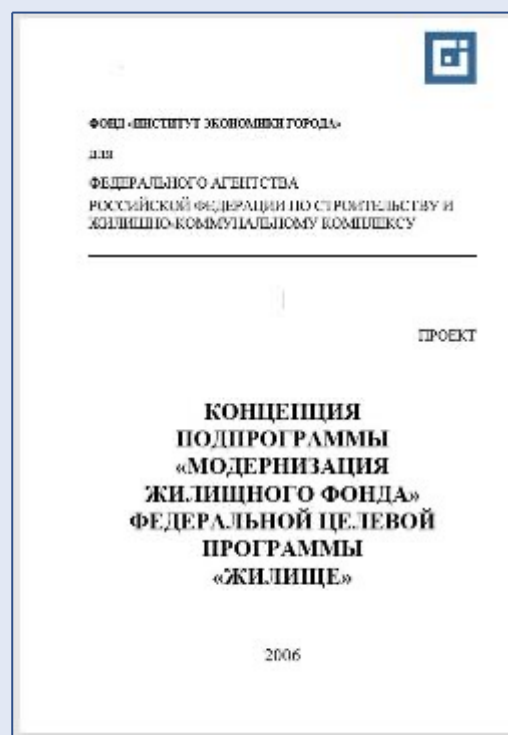 ФОНД «ИНСТИТУТ ЭКОНОМИКИ ГОРОДА»
для
ФЕДЕРАЛЬНОГО АГЕНТСТВА
РОССИЙСКОЙ ФЕДЕРАЦИИ ПО СТРОИТЕЛЬСТВУ И
ЖИЛИЩНО-КОММУНАЛЬНОМУ КОМПЛЕКСУ
ПРОЕКТ
КОНЦЕПЦИЯ
ПОДПРОГРАММЫ
«МОДЕРНИЗАЦИЯ
ЖИЛИЩНОГО ФОНДА»
ФЕДЕРАЛЬНОЙ ЦЕЛЕВОЙ
ПРОГРАММЫ
«ЖИЛИЩЕ»
2006